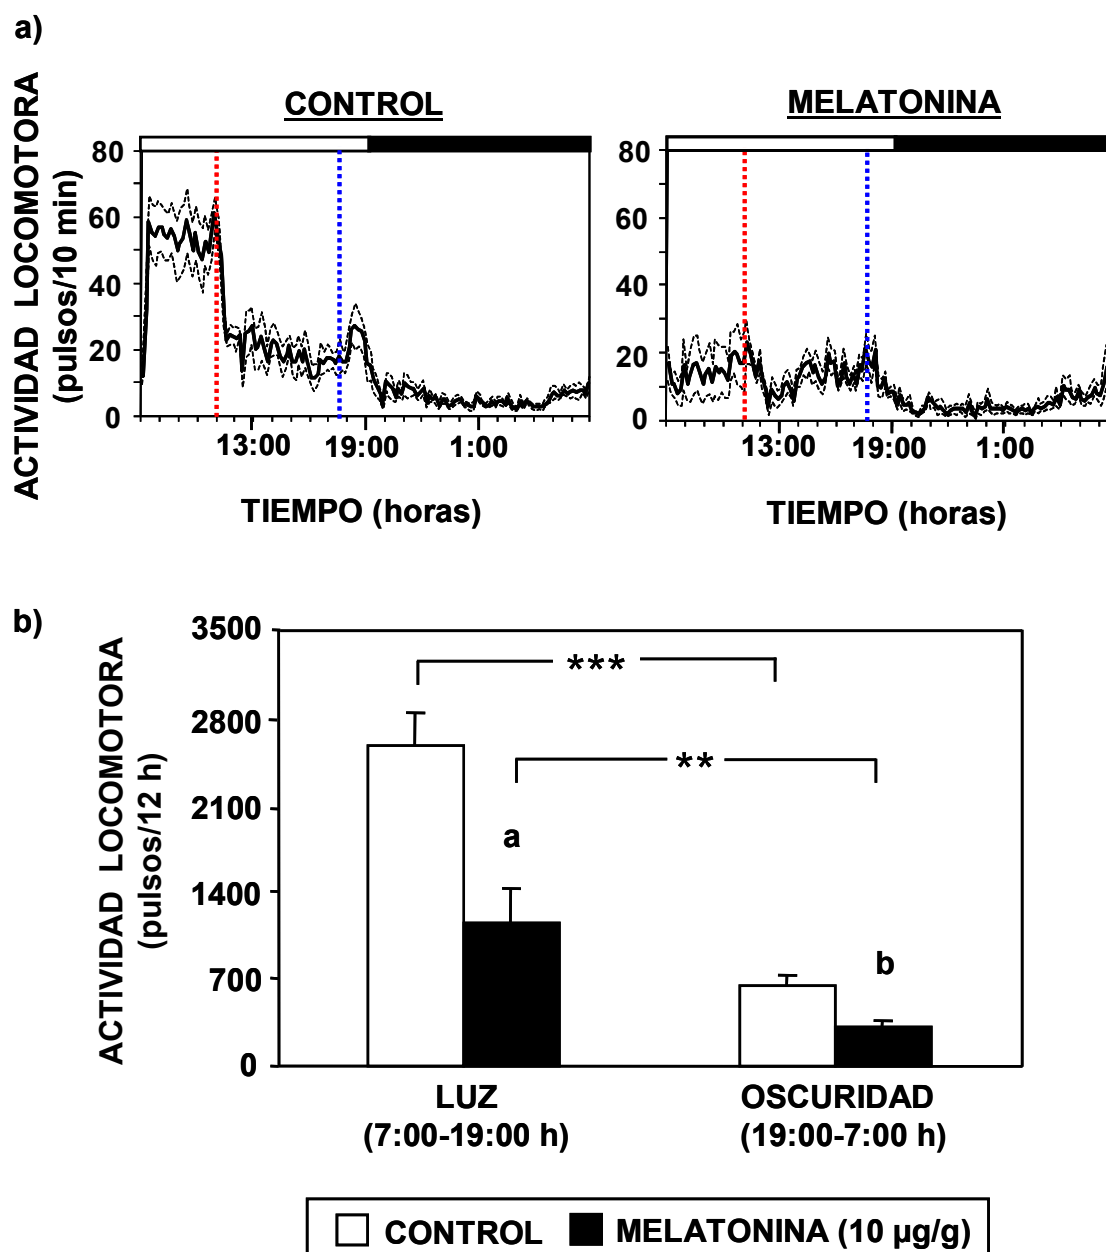 a)
ACTIVIDAD LOCOMOTORA
(pulsos/10 min)
CONTROL
80
60
40
20
0
13:00
19:00
1:00
TIEMPO (horas)
MELATONINA
80
60
40
20
0
13:00
19:00
1:00
TIEMPO (horas)
b)
ACTIVIDAD LOCOMOTORA
(pulsos/12 h)
3500
2800
2100
1400
700
0
***
**
a
b
LUZ
(7:00-19:00 h)
OSCURIDAD
(19:00-7:00 h)
CONTROL
MELATONINA (10 µg/g)